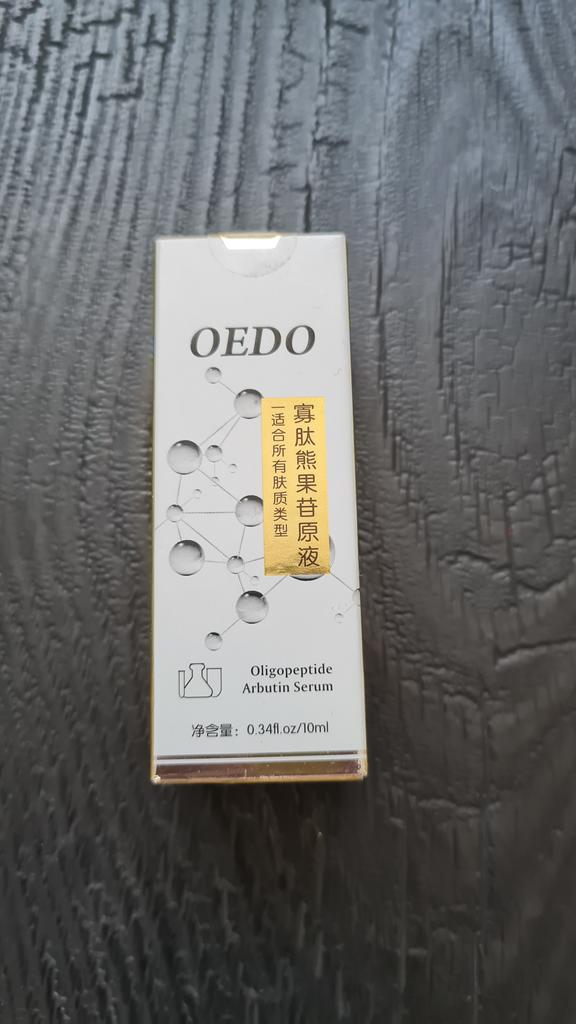 OEDO
寡肽熊果苷原液
一适合所有肤质类型
Oligopeptide
Arbutin Serum
净含量：0.34fl.oz/10ml